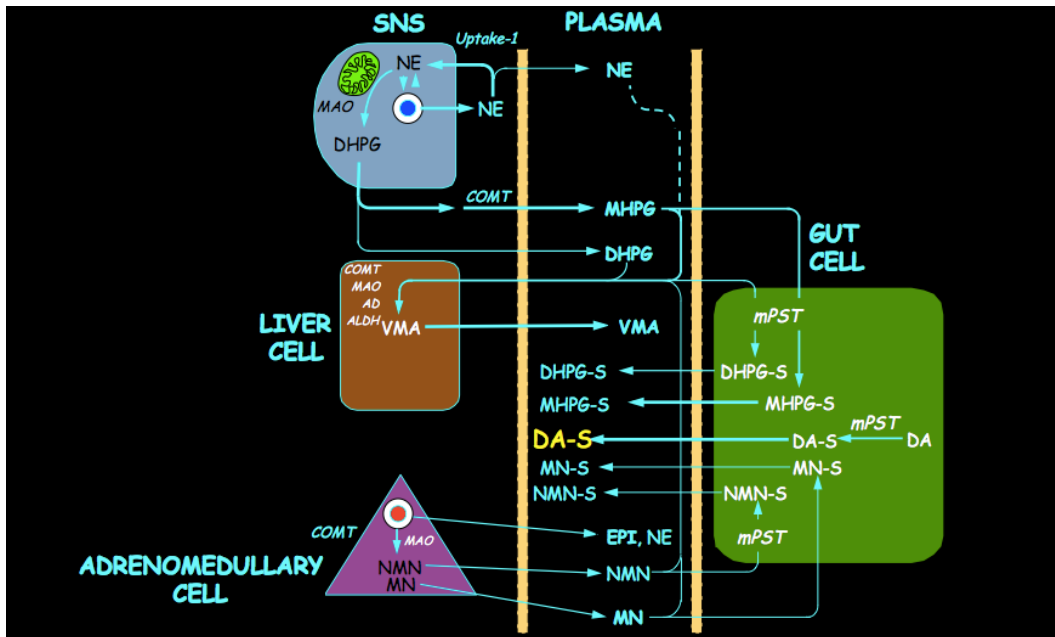 SNS
PLASMA
Uptake-1
NE
NE
NE
MAO
DHPG
COMT
MHPG
DHPG
GUT
CELL
COMT
MAO
AD
ALDH
VMA
VMA
LIVER
CELL
mPST
DHPG-S
DHPG-S
MHPG-S
MHPG-S
mPST
DA-S
DA-S
DA
MN-S
MN-S
NMN-S
NMN-S
COMT
MAO
EPI, NE
mPST
ADRENOMEDULLARY
CELL
NMN
MN
NMN
MN